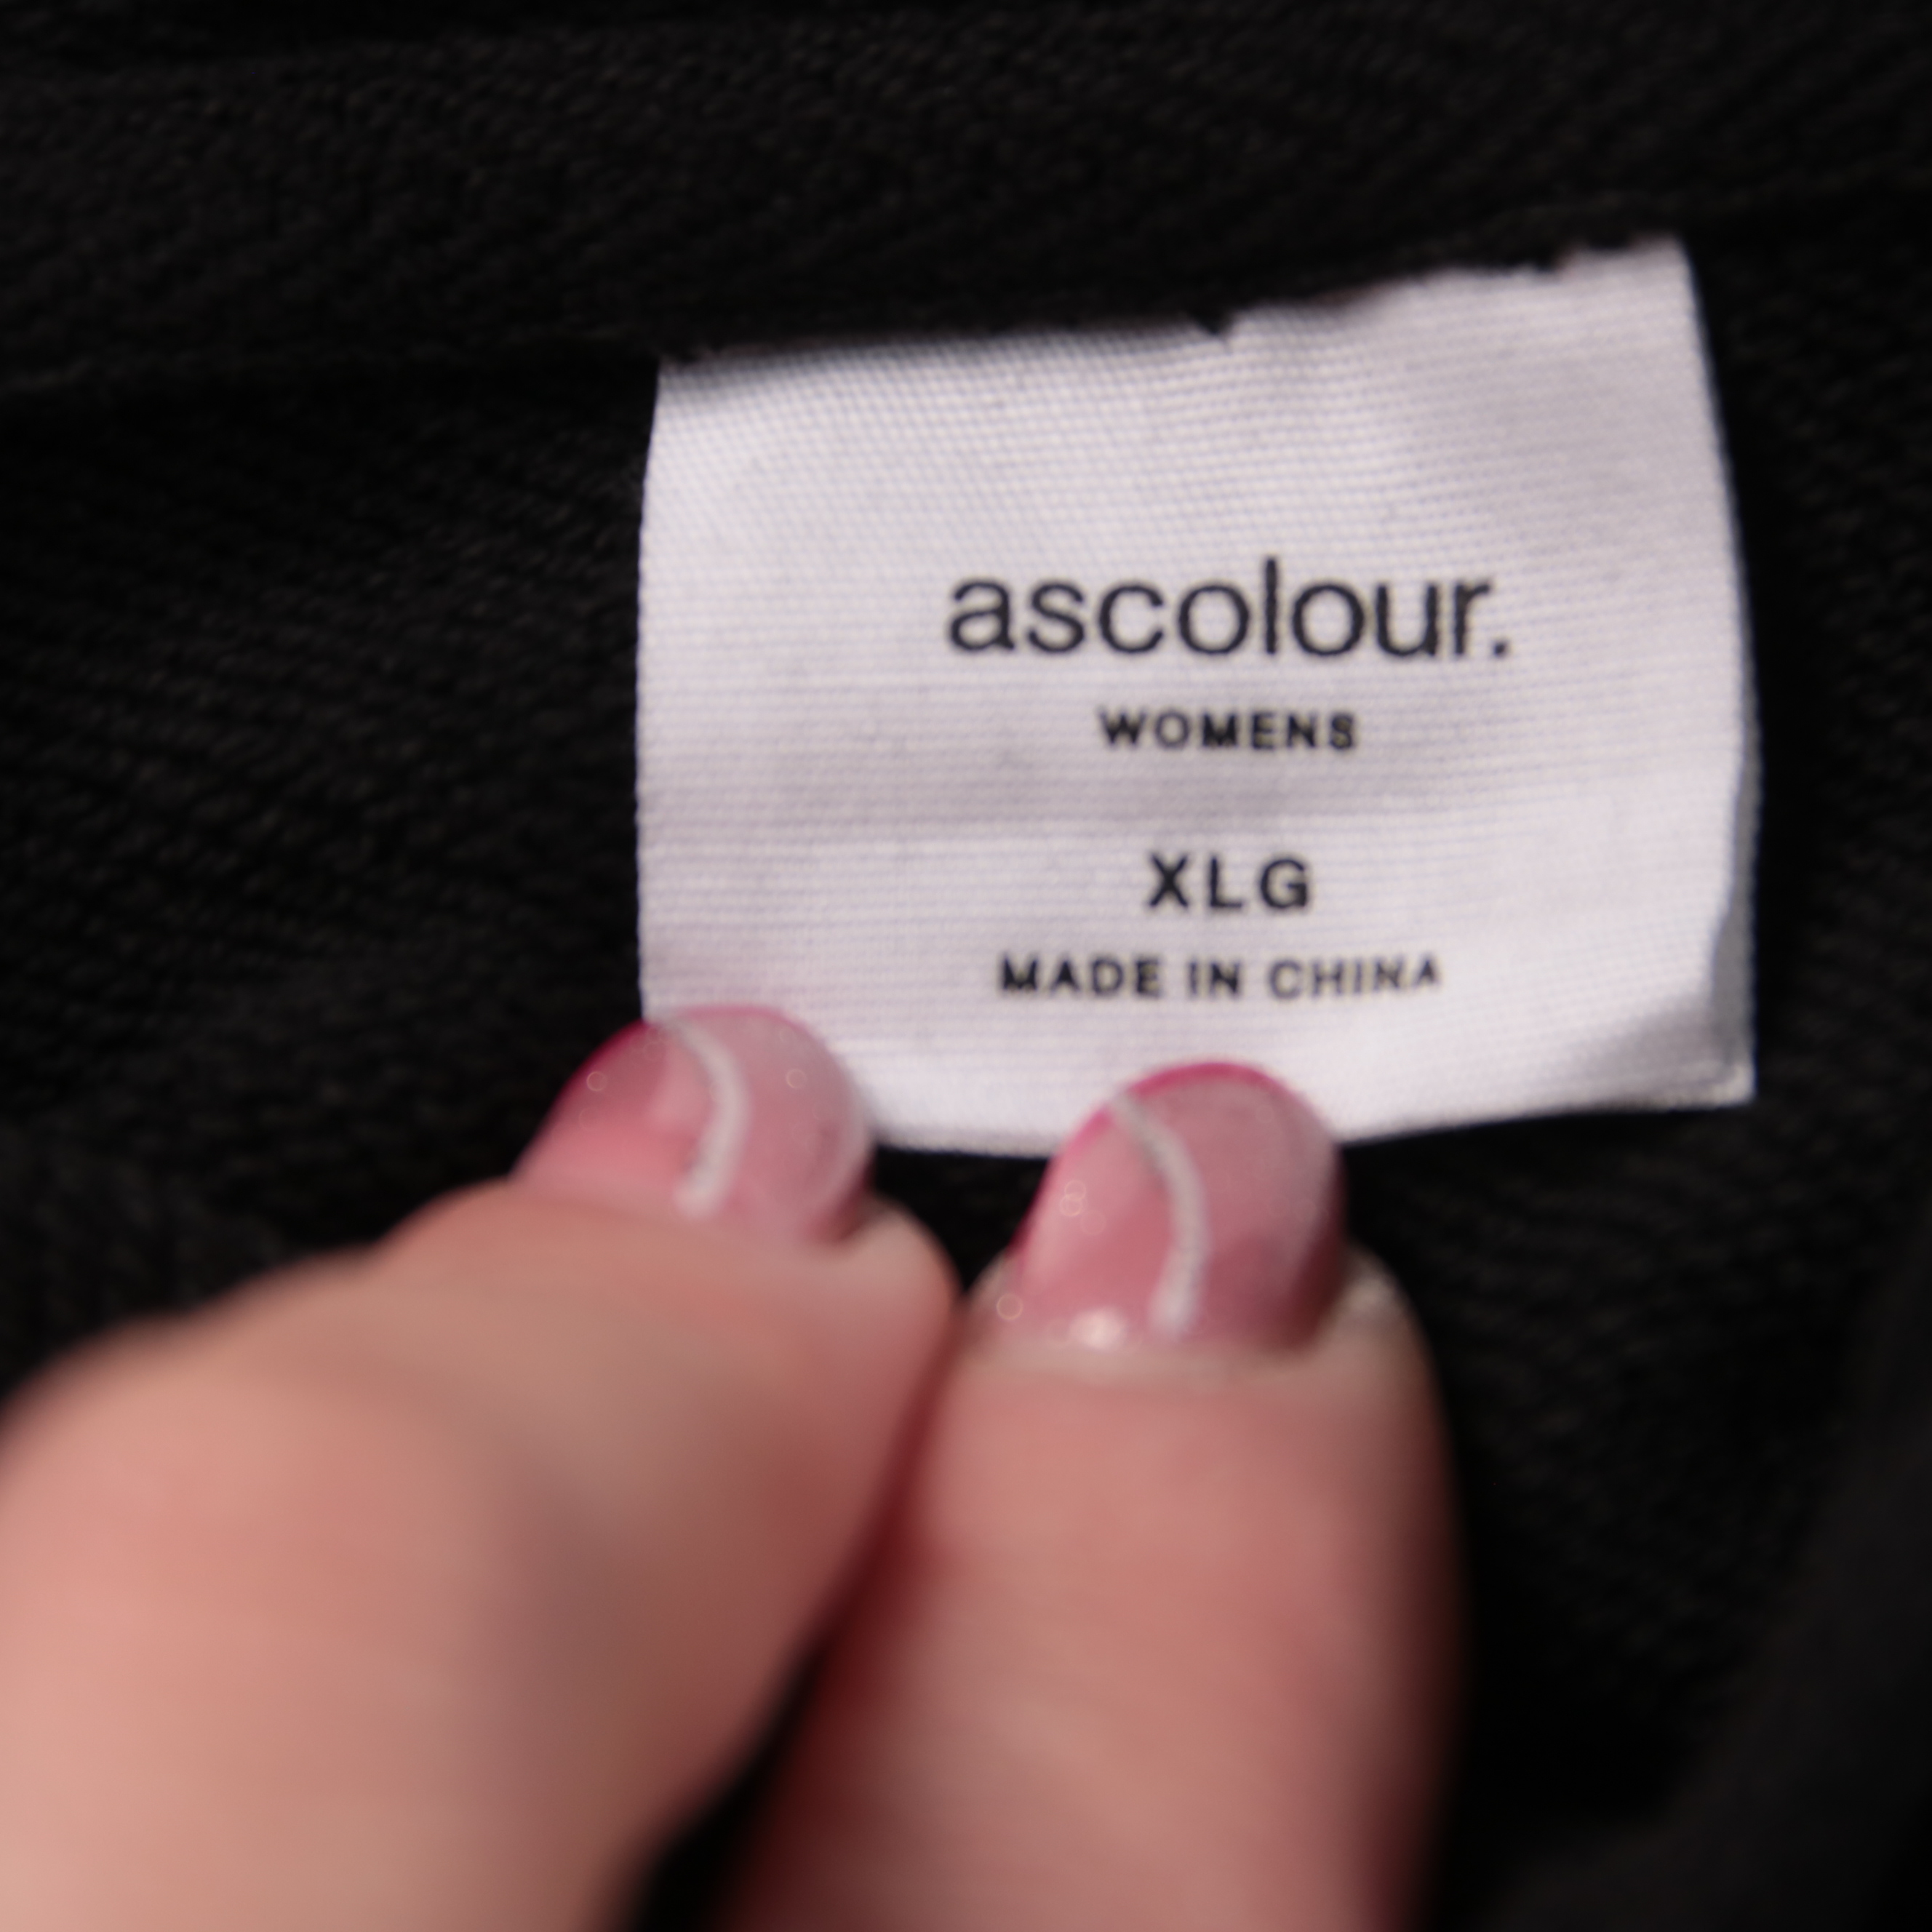 ascolour.
WOMENS
XLG
MADE IN CHINA